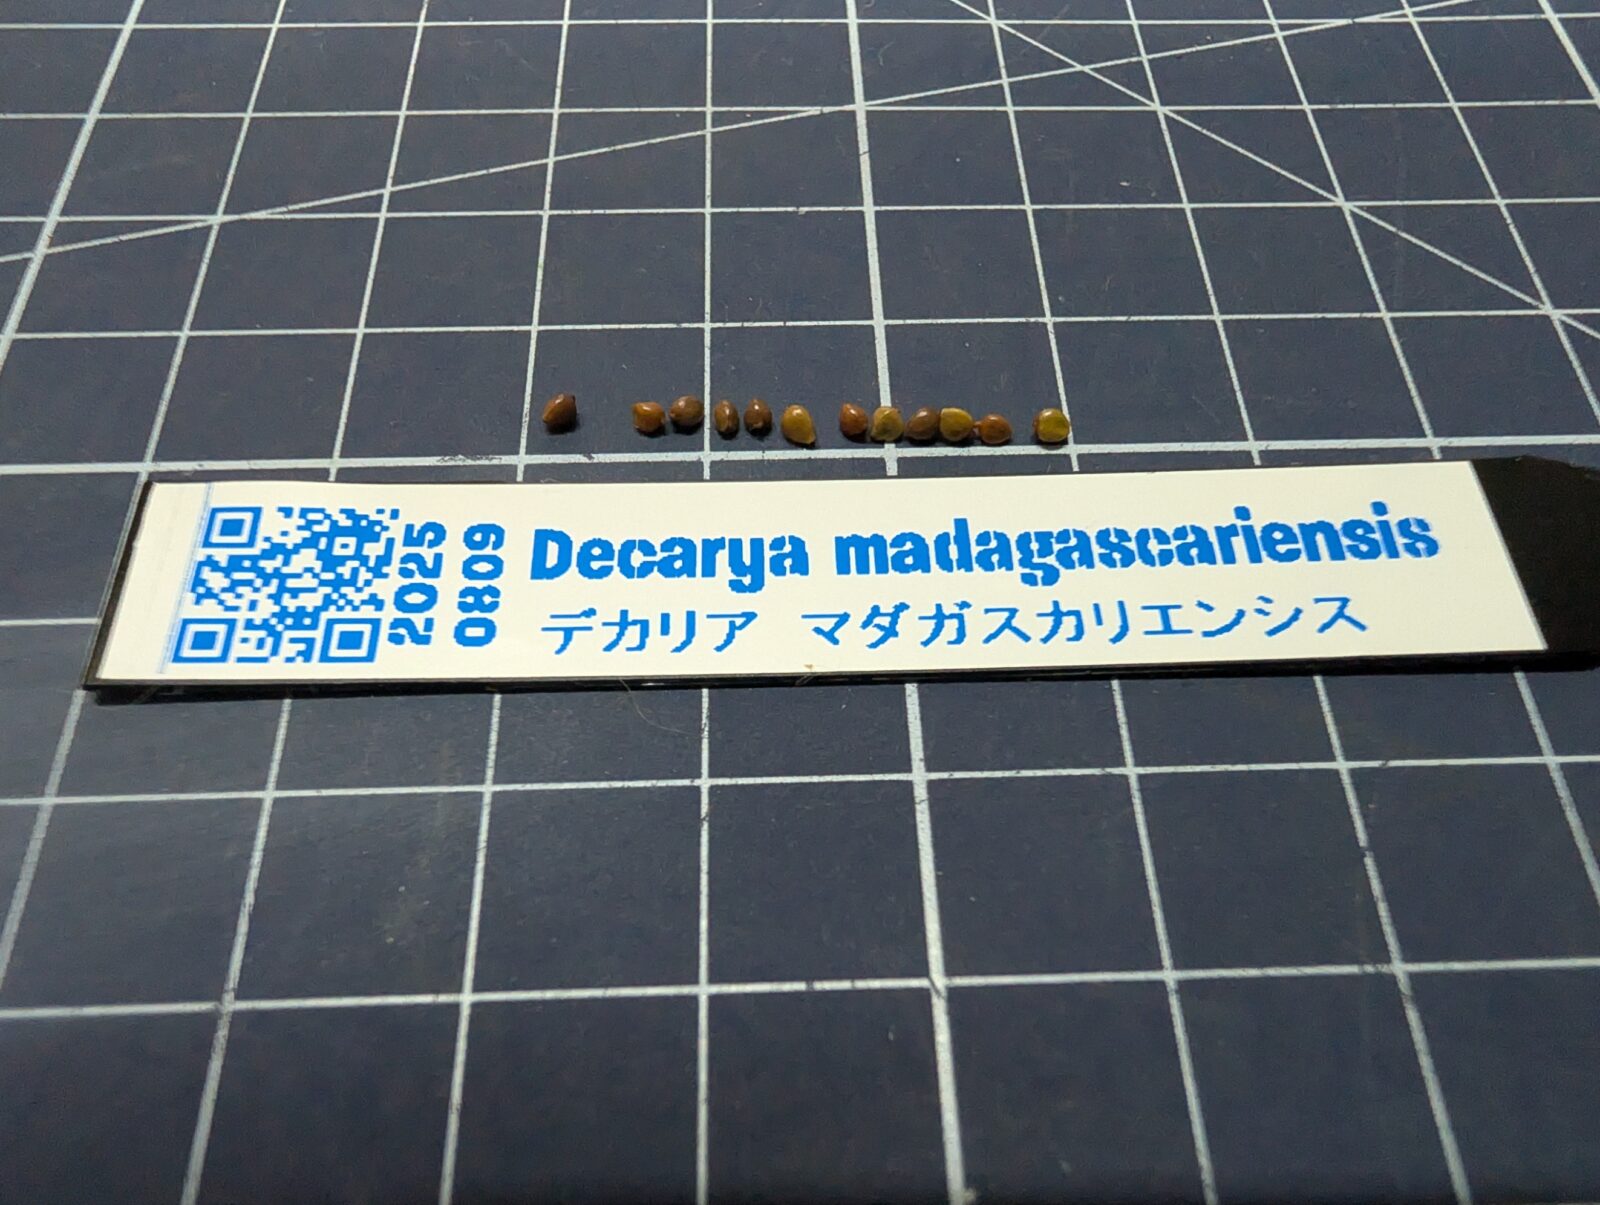 2025
0809
Decarya madagascariensis
デカリア マダガスカリエンシス